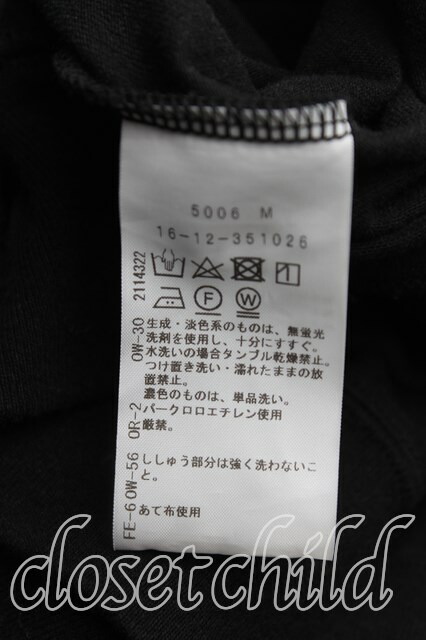 5006 M
16-12-351026
F
W
生成・淡色系のものは、無蛍光
洗剤を使用し、十分にすすぐ。
水洗いの場合タンブル乾燥禁止。
つけ置き洗い・濡れたままの放
置禁止。
濃色のものは、単品洗い。
パークロロエチレン使用
厳禁。
ししゅう部分は強く洗わないこ
と。
あて布使用
FE-6 0W-56 OR-2 0W-30 2114322
closetchild